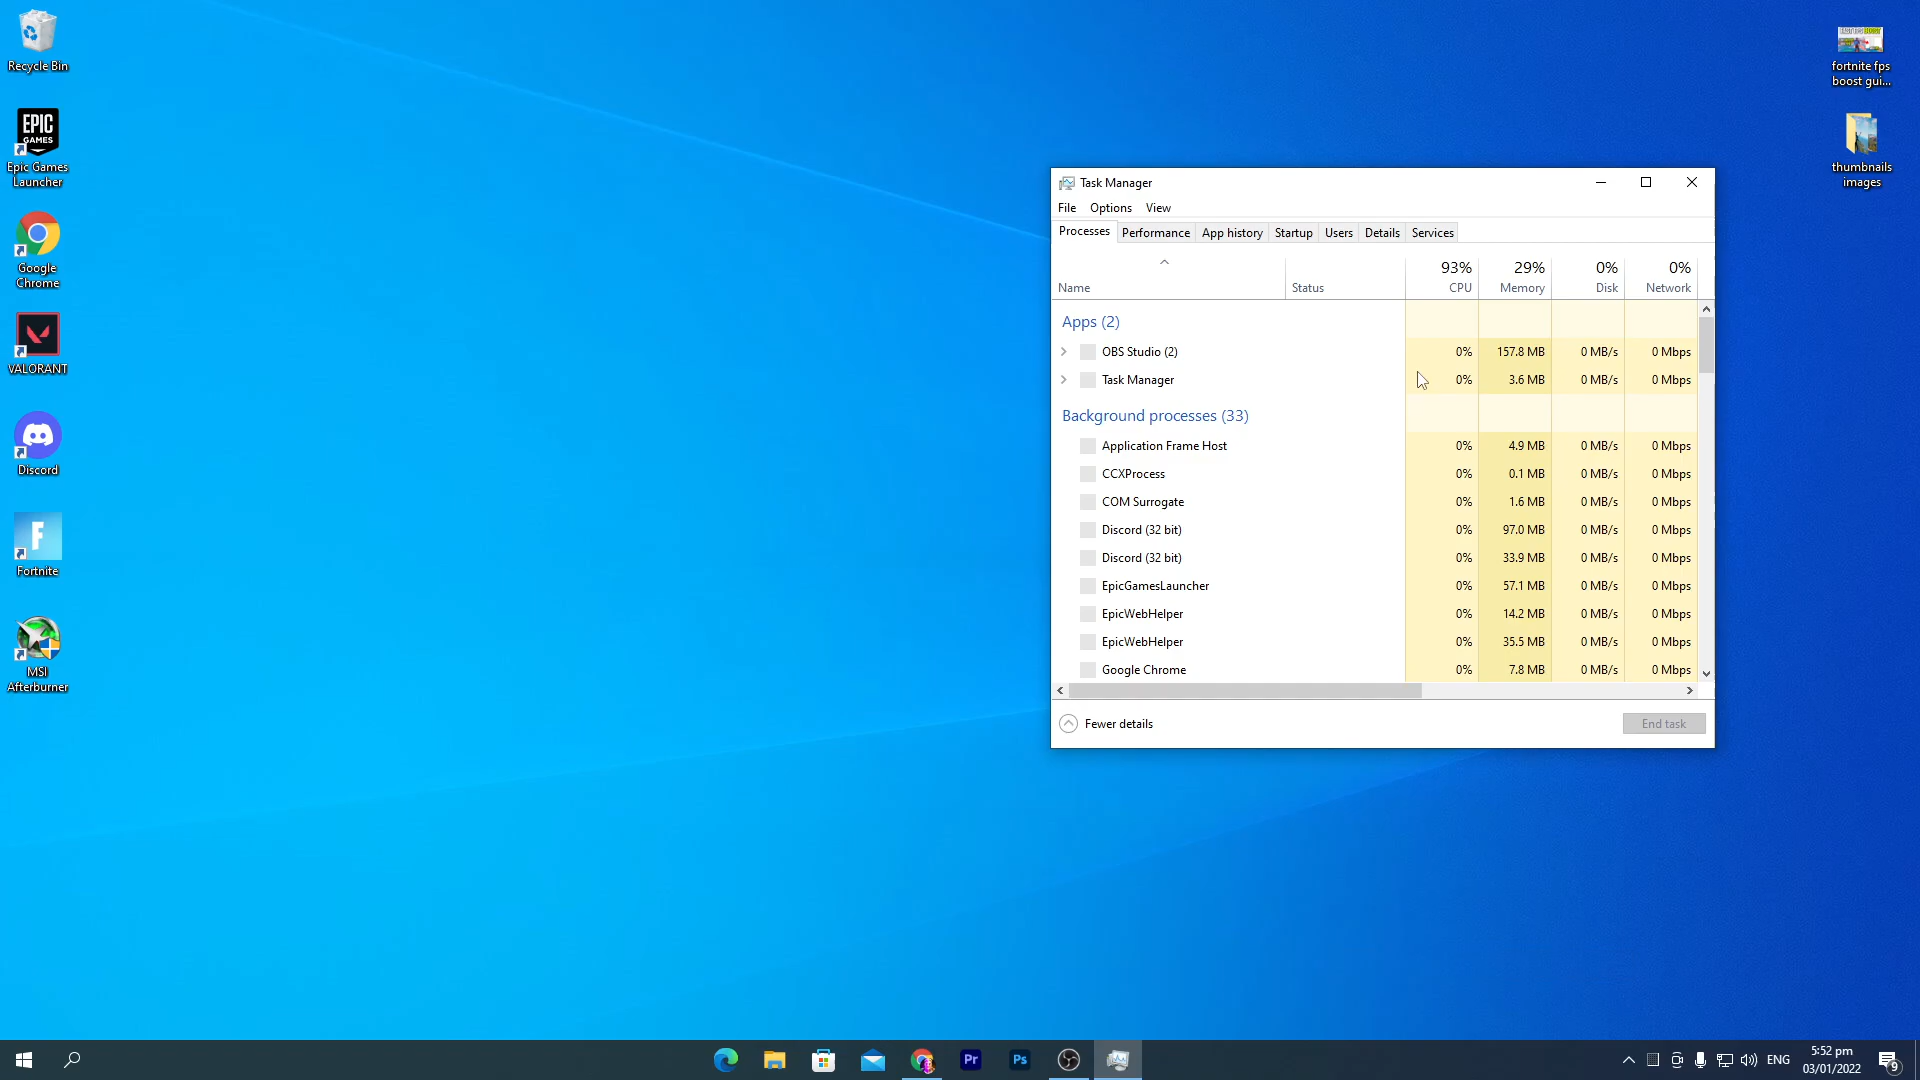 Recycle Bin
EPIC
GAMES
Epic Games
Launcher
Google
Chrome
VALORANT
Discord
F
Fortnite
MSI
Afterburner
fortnite fps
boost gui...
thumbnails
images
Task Manager
File Options View
Processes Performance App history Startup Users Details Services
93% 29% 0% 0%
Name Status CPU Memory Disk Network
Apps (2)
OBS Studio (2) 0% 157.8 MB 0 MB/s 0 Mbps
Task Manager 0% 3.6 MB 0 MB/s 0 Mbps
Background processes (33)
Application Frame Host 0% 4.9 MB 0 MB/s 0 Mbps
CCXProcess 0% 0.1 MB 0 MB/s 0 Mbps
COM Surrogate 0% 1.6 MB 0 MB/s 0 Mbps
Discord (32 bit) 0% 97.0 MB 0 MB/s 0 Mbps
Discord (32 bit) 0% 33.9 MB 0 MB/s 0 Mbps
EpicGamesLauncher 0% 57.1 MB 0 MB/s 0 Mbps
EpicWebHelper 0% 14.2 MB 0 MB/s 0 Mbps
EpicWebHelper 0% 35.5 MB 0 MB/s 0 Mbps
Google Chrome 0% 7.8 MB 0 MB/s 0 Mbps
Fewer details End task
Pr Ps
ENG
5:52 pm
03/01/2022
9